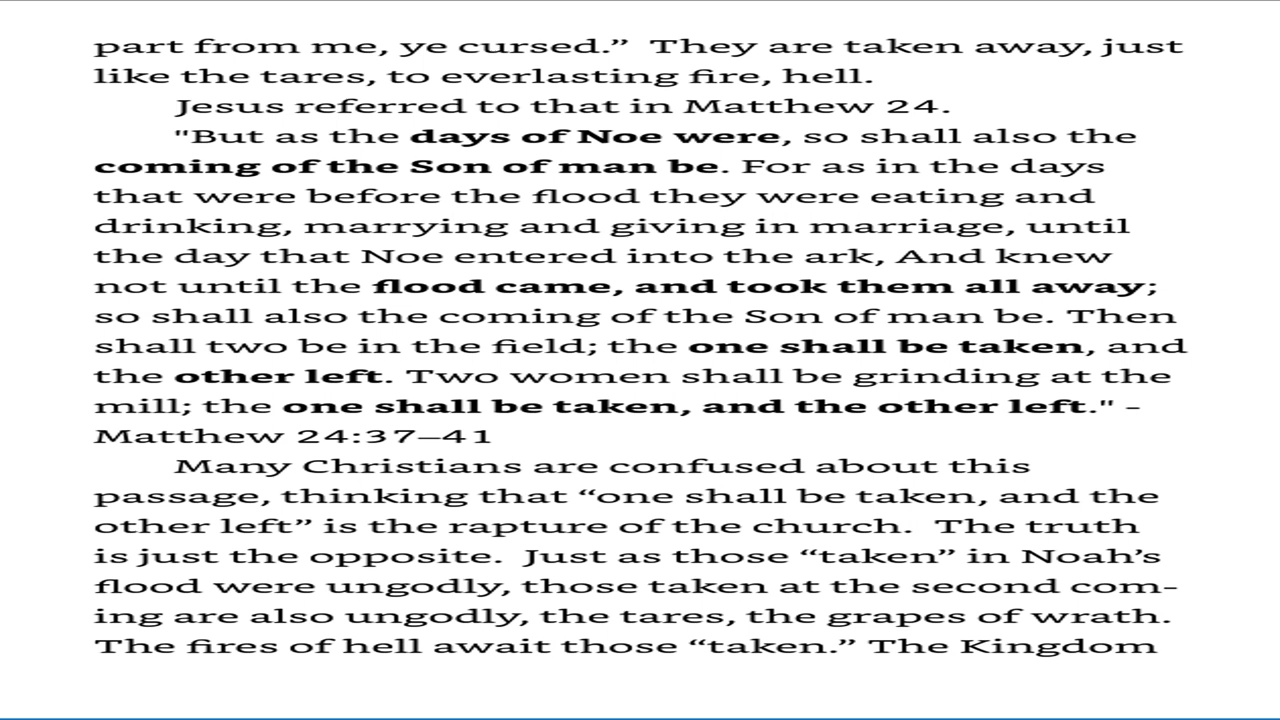 part from me, ye cursed.”  They are taken away, just
like the tares, to everlasting fire, hell.
Jesus referred to that in Matthew 24.
"But as the days of Noe were, so shall also the
coming of the Son of man be. For as in the days
that were before the flood they were eating and
drinking, marrying and giving in marriage, until
the day that Noe entered into the ark, And knew
not until the flood came, and took them all away;
so shall also the coming of the Son of man be. Then
shall two be in the field; the one shall be taken, and
the other left. Two women shall be grinding at the
mill; the one shall be taken, and the other left." -
Matthew 24:37–41
Many Christians are confused about this
passage, thinking that “one shall be taken, and the
other left” is the rapture of the church.  The truth
is just the opposite.  Just as those “taken” in Noah’s
flood were ungodly, those taken at the second com-
ing are also ungodly, the tares, the grapes of wrath.
The fires of hell await those “taken.” The Kingdom